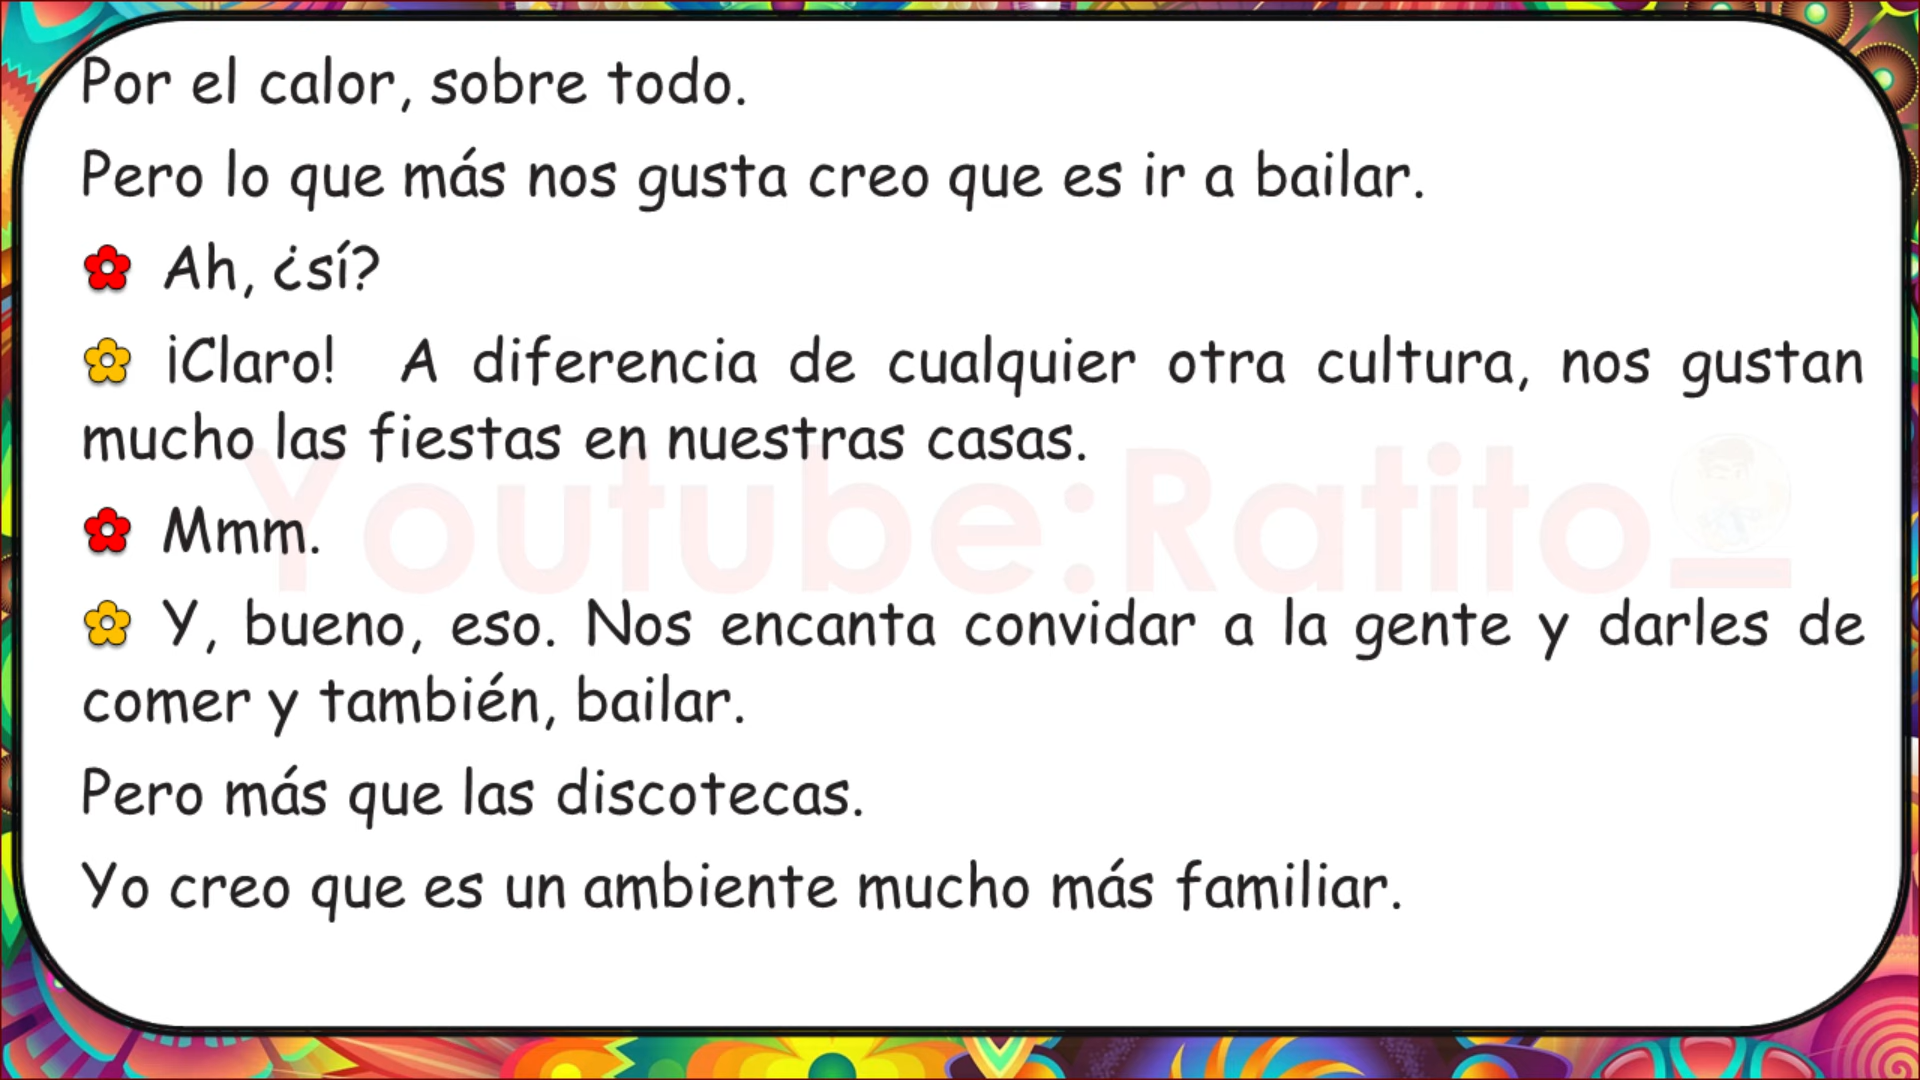 Por el calor, sobre todo.
Pero lo que más nos gusta creo que es ir a bailar.
Ah, ¿sí?
¡Claro! A diferencia de cualquier otra cultura, nos gustan
mucho las fiestas en nuestras casas.
Mmm.
Youtube:Ratito
Y, bueno, eso. Nos encanta convidar a la gente y darles de
comer y también, bailar.
Pero más que las discotecas.
Yo creo que es un ambiente mucho más familiar.